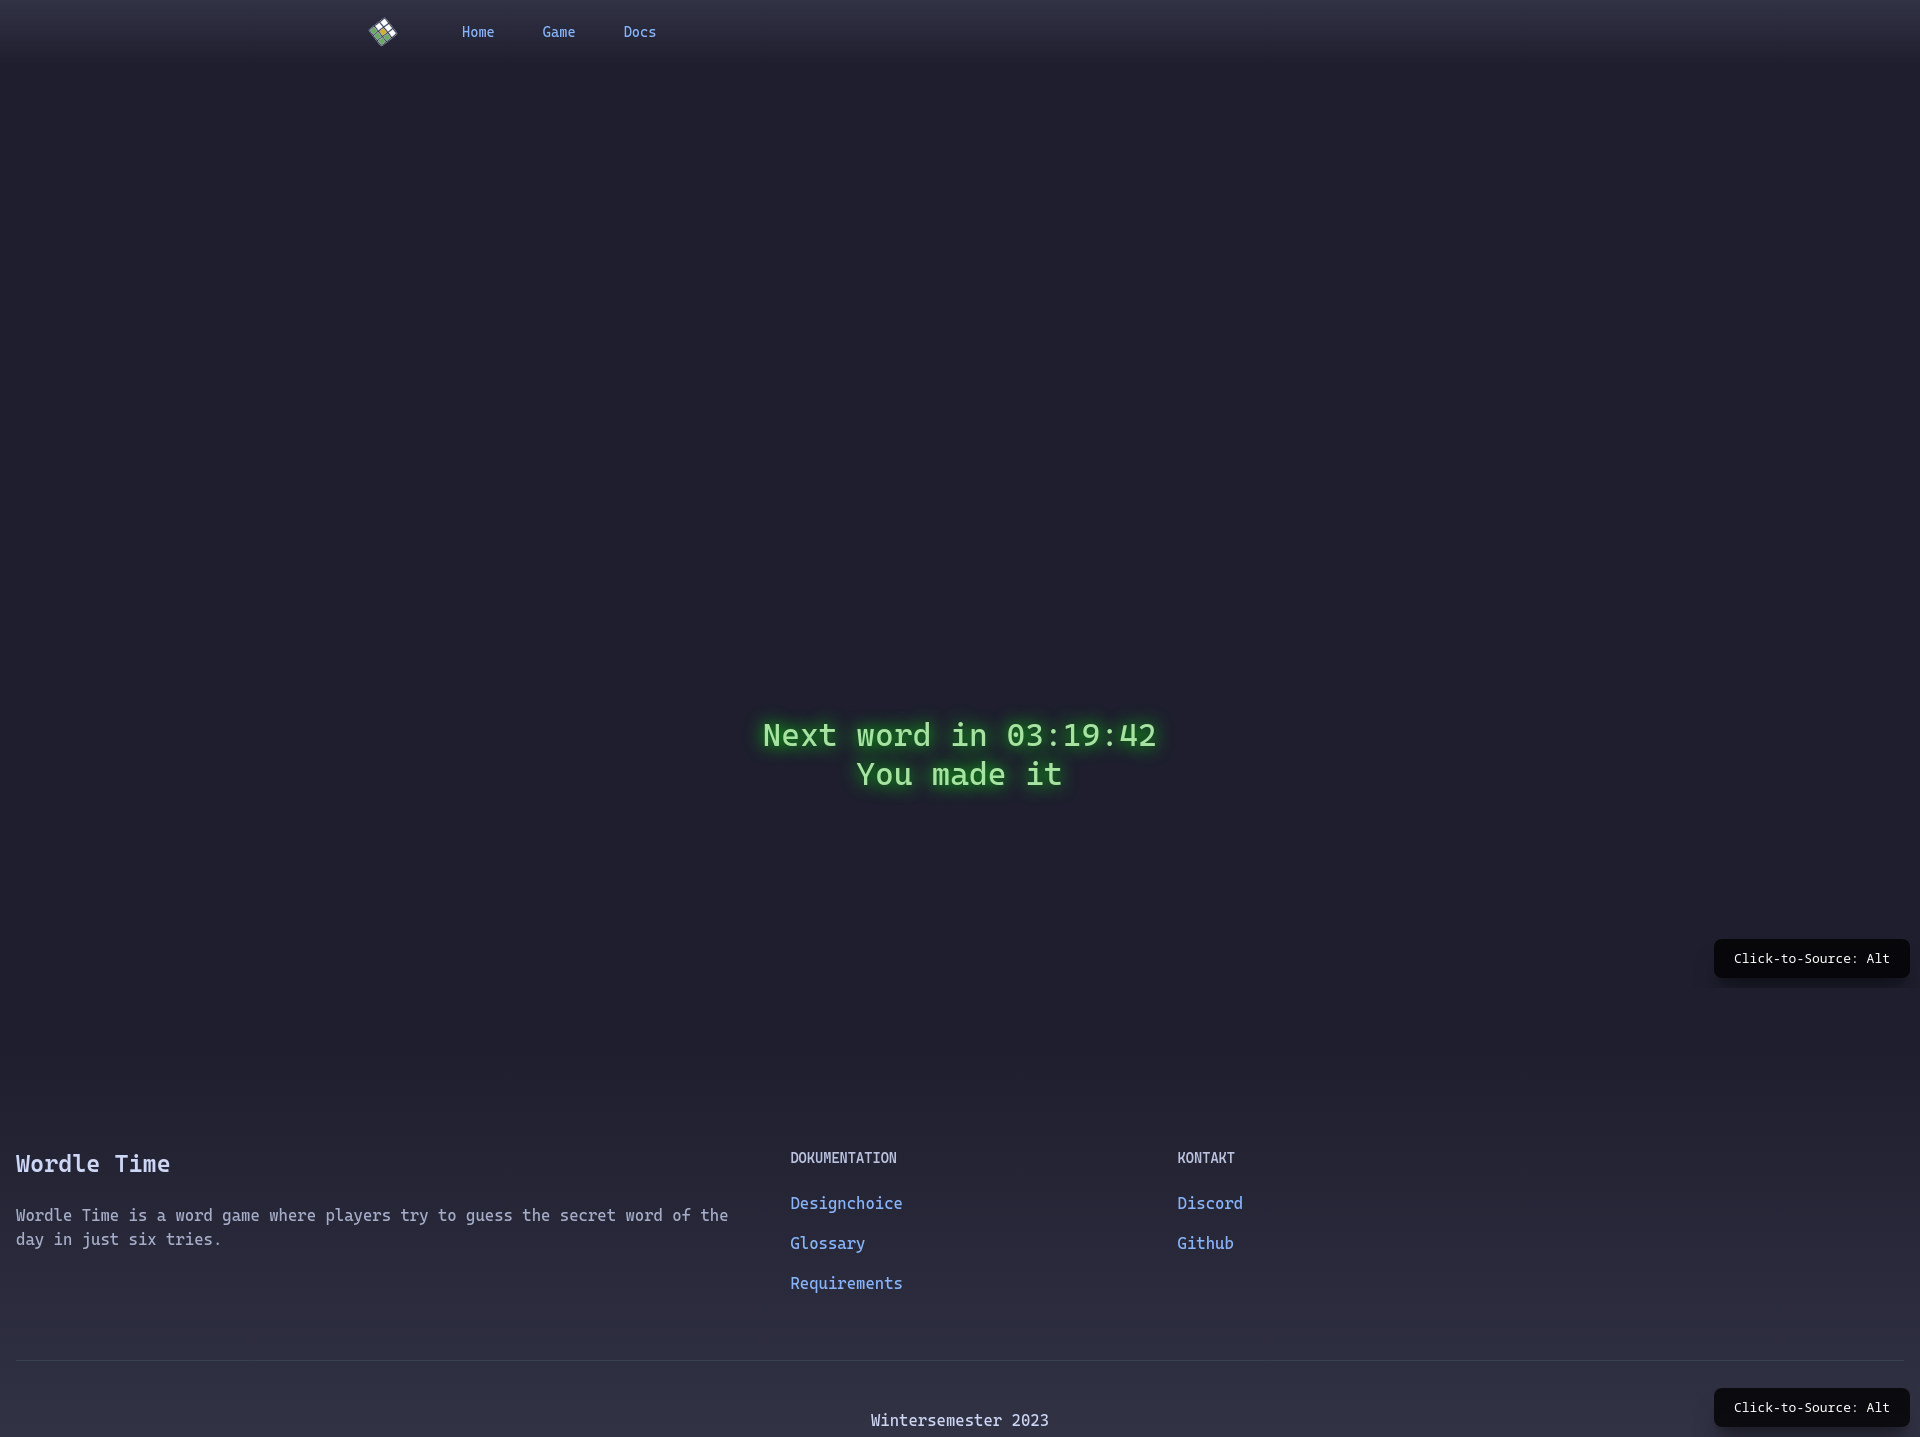 Home
Game
Docs
Next word in 03:19:42
You made it
Click-to-Source: Alt
Wordle Time
Wordle Time is a word game where players try to guess the secret word of the
day in just six tries.
DOKUMENTATION
Designchoice
Glossary
Requirements
KONTAKT
Discord
Github
Wintersemester 2023
Click-to-Source: Alt